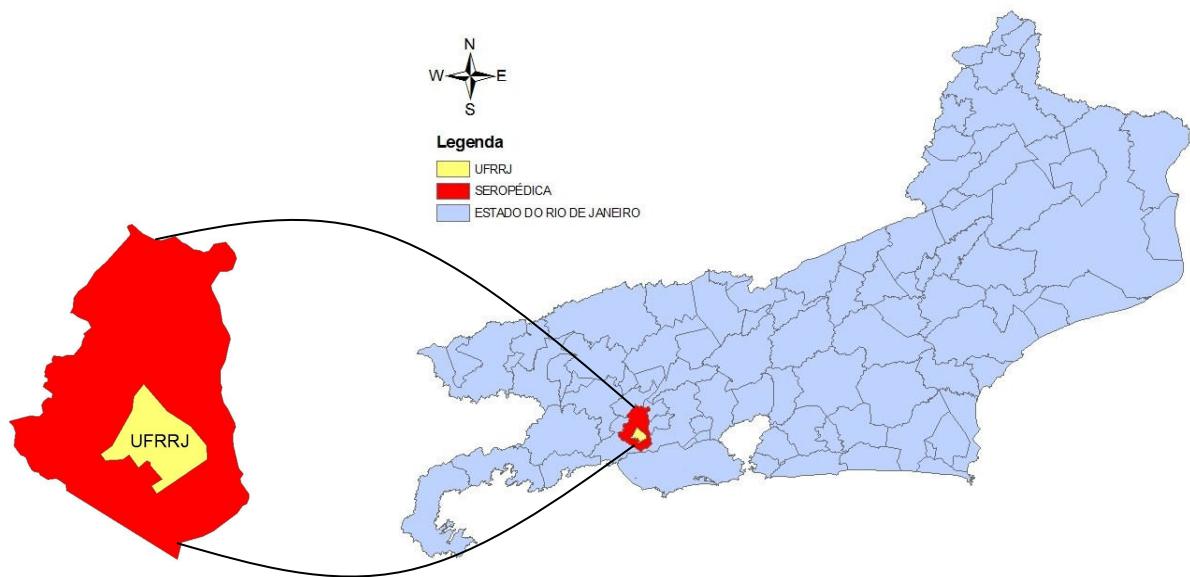 N
W E
S
Legenda
UFRRJ
SEROPÉDICA
ESTADO DO RIO DE JANEIRO
UFRRJ